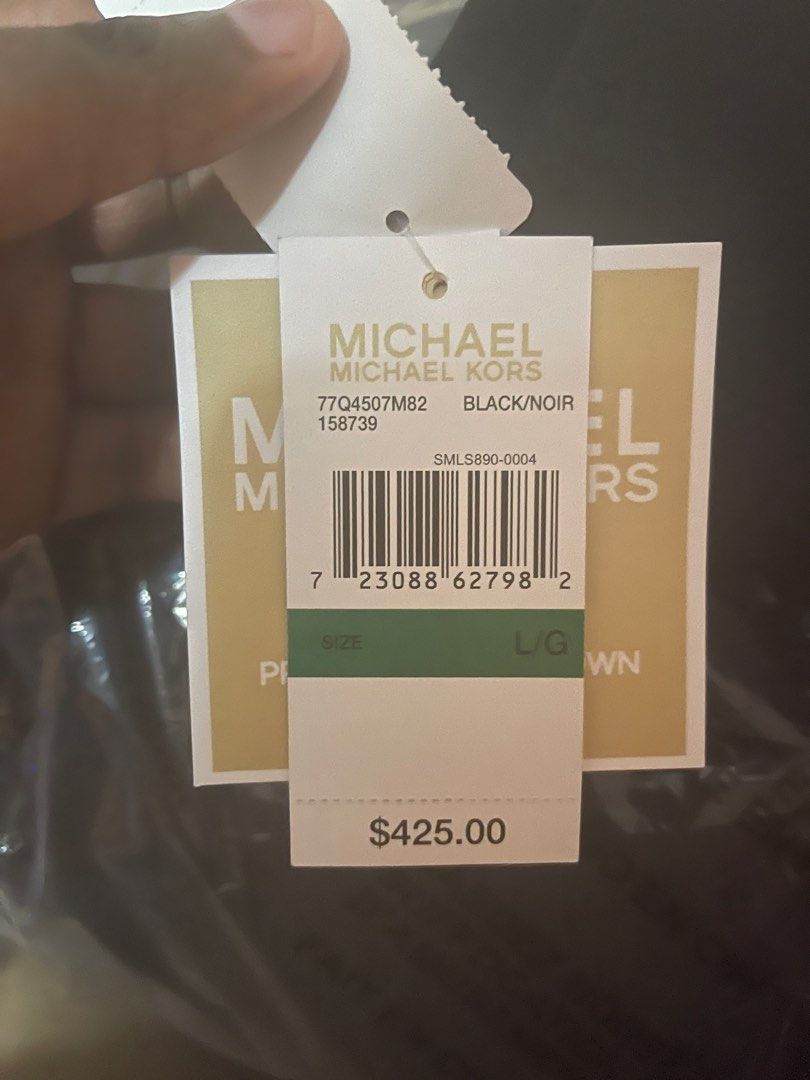 MICHAEL
MICHAEL KORS
77Q4507M82 BLACK/NOIR
158739
SMLS890-0004
7 23088 62798 2
SIZE L/G
$425.00